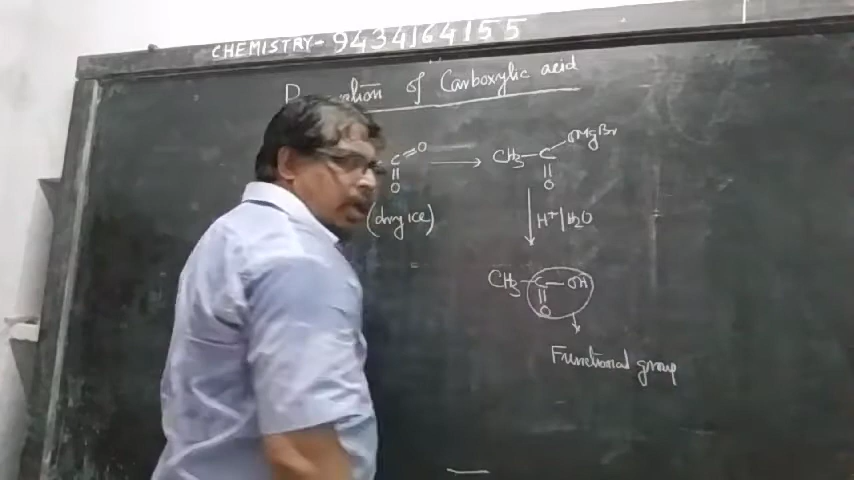 CHEMISTRY- 9434164155
of Carboxylic acid
C=O → CH3-C-OMgBr
|| ||
O O
(dry ice) ↓ H+/H2O
CH3-C-OH
||
O
↓
Functional group